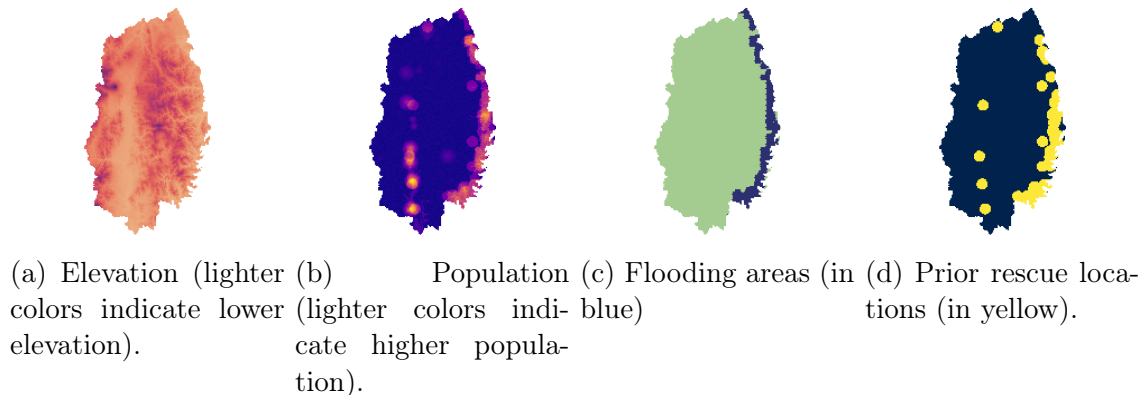 (a) Elevation (lighter
colors indicate lower
elevation).
(b) Population
(lighter colors indi-
cate higher popula-
tion).
(c) Flooding areas (in
blue)
(d) Prior rescue loca-
tions (in yellow).